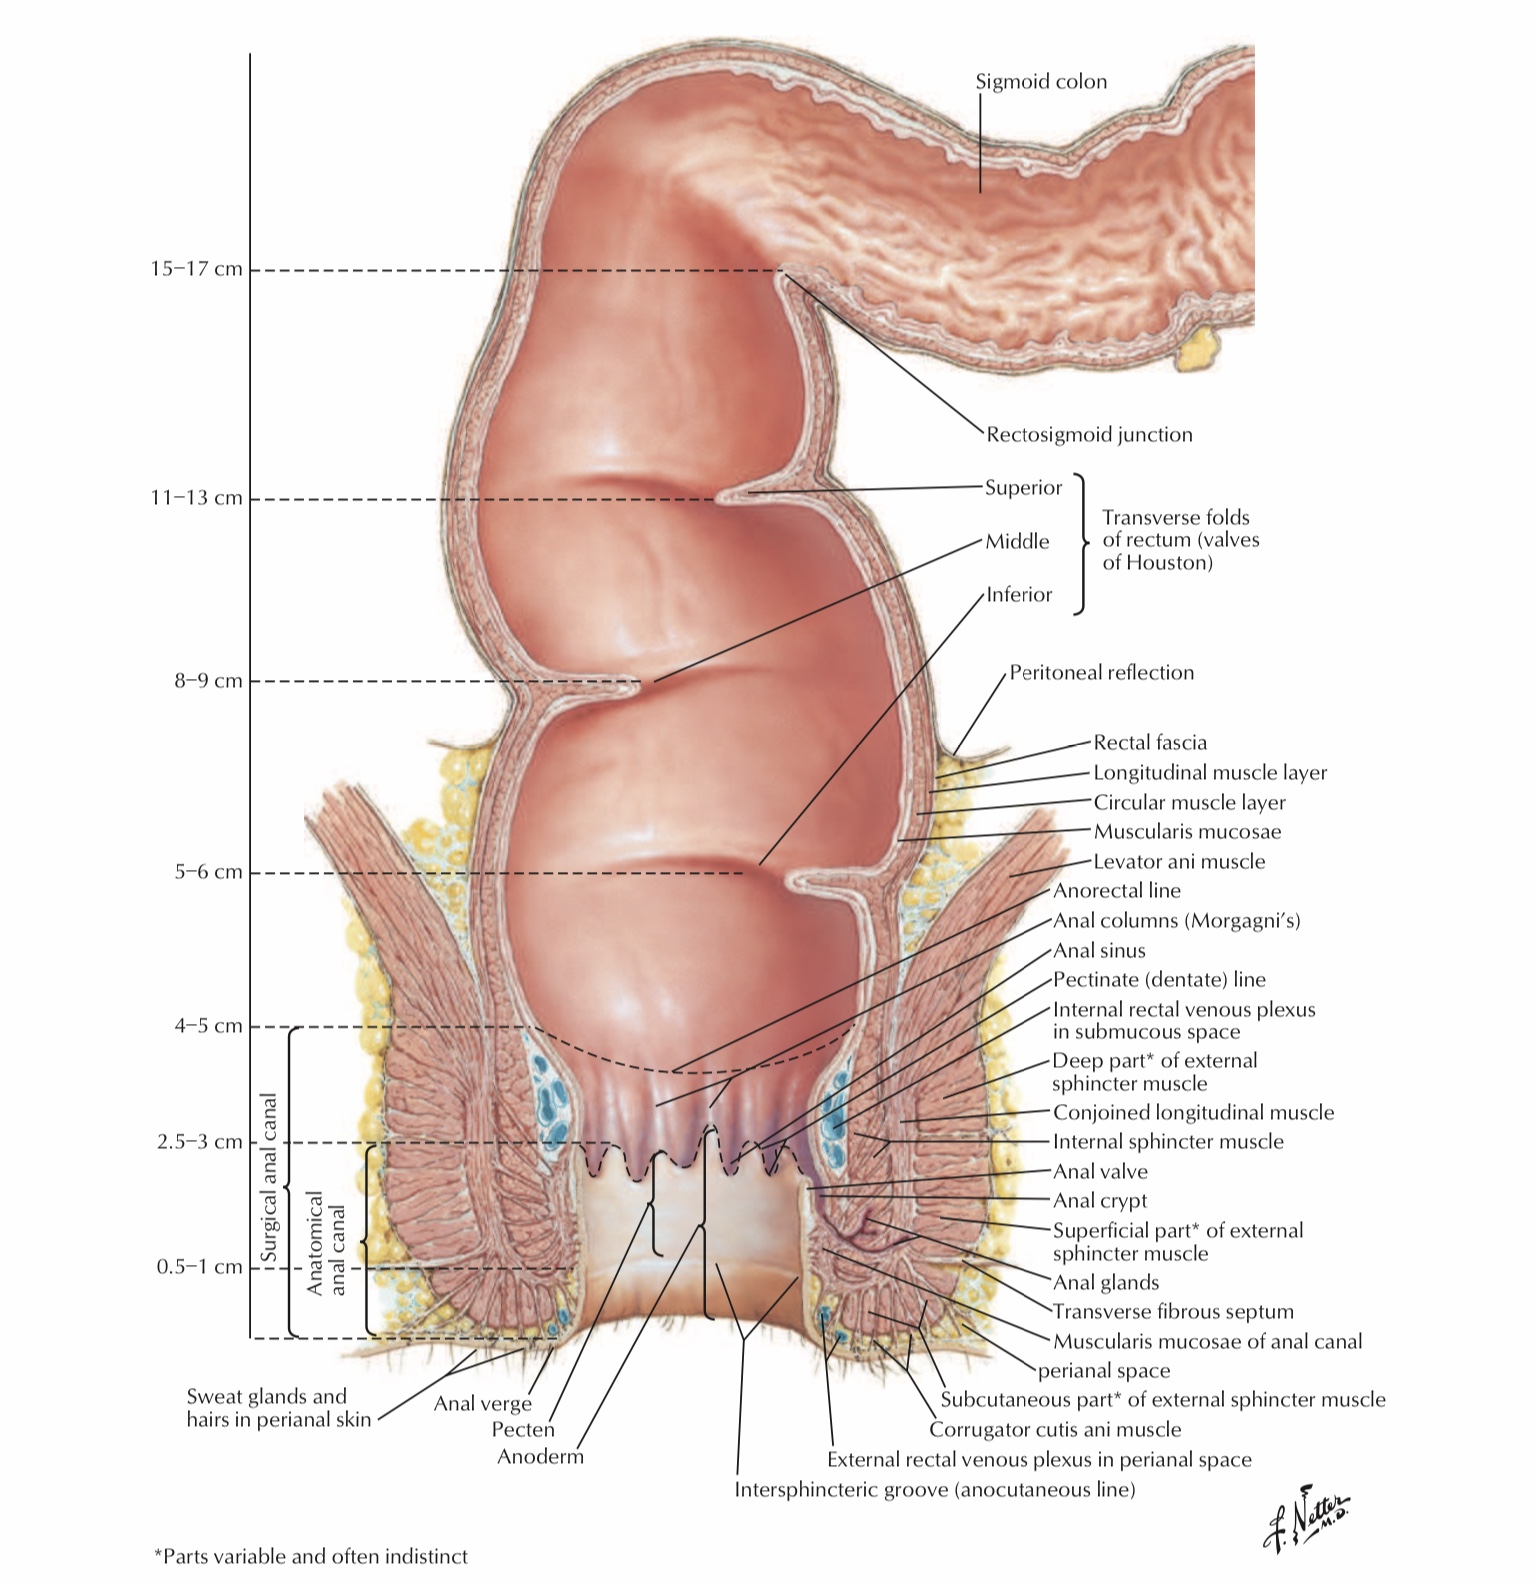 Sigmoid colon
15–17 cm
Rectosigmoid junction
11–13 cm
Superior
Middle
Inferior
Transverse folds
of rectum (valves
of Houston)
8–9 cm
Peritoneal reflection
Rectal fascia
Longitudinal muscle layer
Circular muscle layer
Muscularis mucosae
Levator ani muscle
5–6 cm
Anorectal line
Anal columns (Morgagni's)
Anal sinus
Pectinate (dentate) line
Internal rectal venous plexus
in submucous space
4–5 cm
Deep part* of external
sphincter muscle
Conjoined longitudinal muscle
2.5–3 cm
Internal sphincter muscle
Anal valve
Anal crypt
Surgical anal canal
Anatomical
anal canal
Superficial part* of external
sphincter muscle
0.5–1 cm
Anal glands
Transverse fibrous septum
Muscularis mucosae of anal canal
perianal space
Subcutaneous part* of external sphincter muscle
Corrugator cutis ani muscle
External rectal venous plexus in perianal space
Intersphincteric groove (anocutaneous line)
Sweat glands and
hairs in perianal skin
Anal verge
Pecten
Anoderm
F. Netter
M.D.
*Parts variable and often indistinct